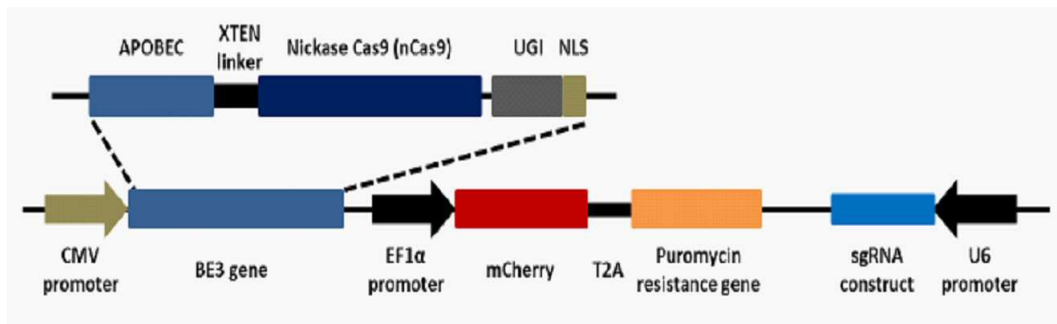 APOBEC
XTEN
linker
Nickase Cas9 (nCas9)
UGI
NLS
CMV
promoter
BE3 gene
EF1α
promoter
mCherry
T2A
Puromycin
resistance gene
sgRNA
construct
U6
promoter